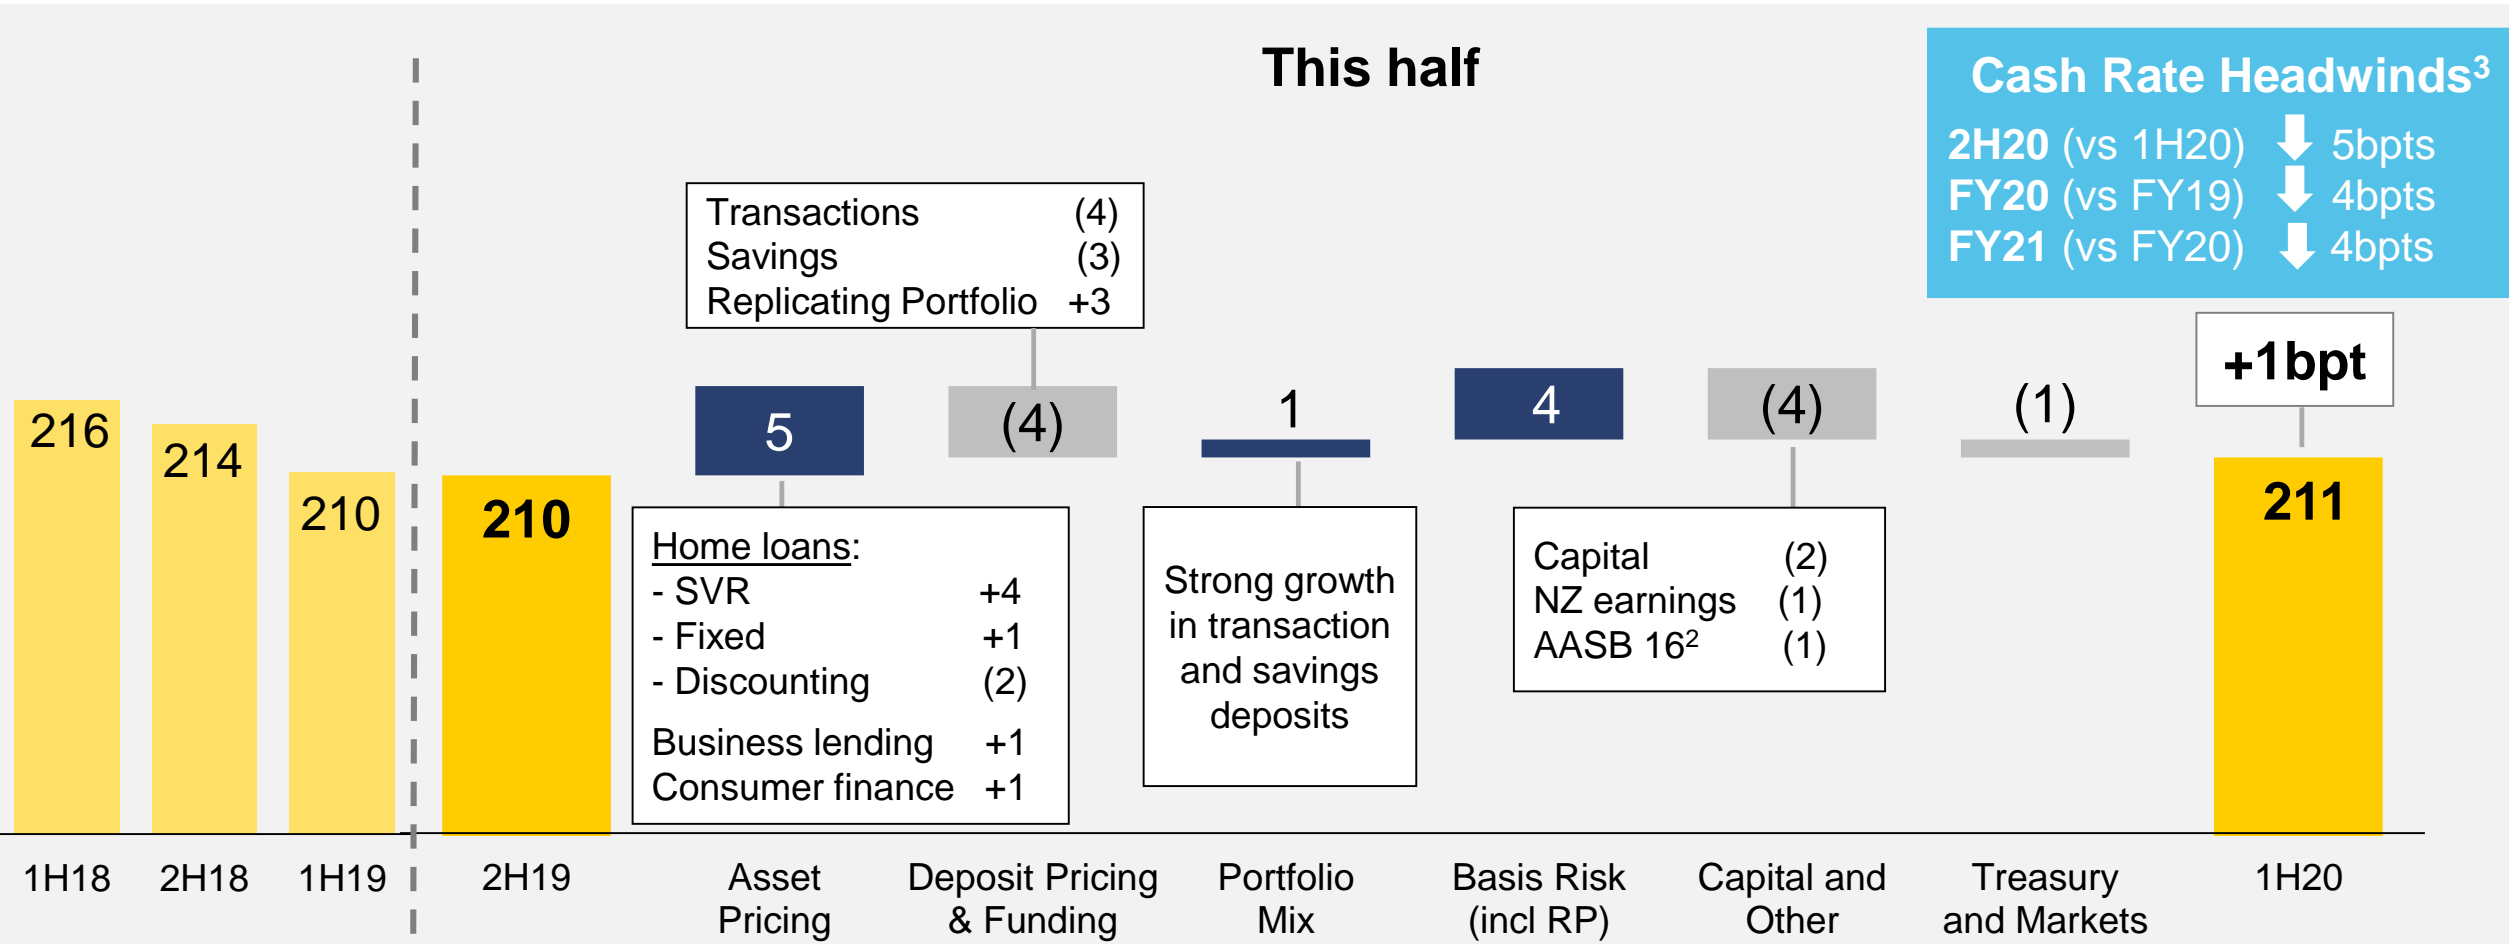 This half
Cash Rate Headwinds3
2H20 (vs 1H20) 5bpts
FY20 (vs FY19) 4bpts
FY21 (vs FY20) 4bpts
Transactions (4)
Savings (3)
Replicating Portfolio +3
+1bpt
216
214
210
210
5
(4)
1
4
(4)
(1)
211
Home loans:
- SVR +4
- Fixed +1
- Discounting (2)
Business lending +1
Consumer finance +1
Strong growth
in transaction
and savings
deposits
Capital (2)
NZ earnings (1)
AASB 162 (1)
1H18
2H18
1H19
2H19
Asset
Pricing
Deposit Pricing
& Funding
Portfolio
Mix
Basis Risk
(incl RP)
Capital and
Other
Treasury
and Markets
1H20